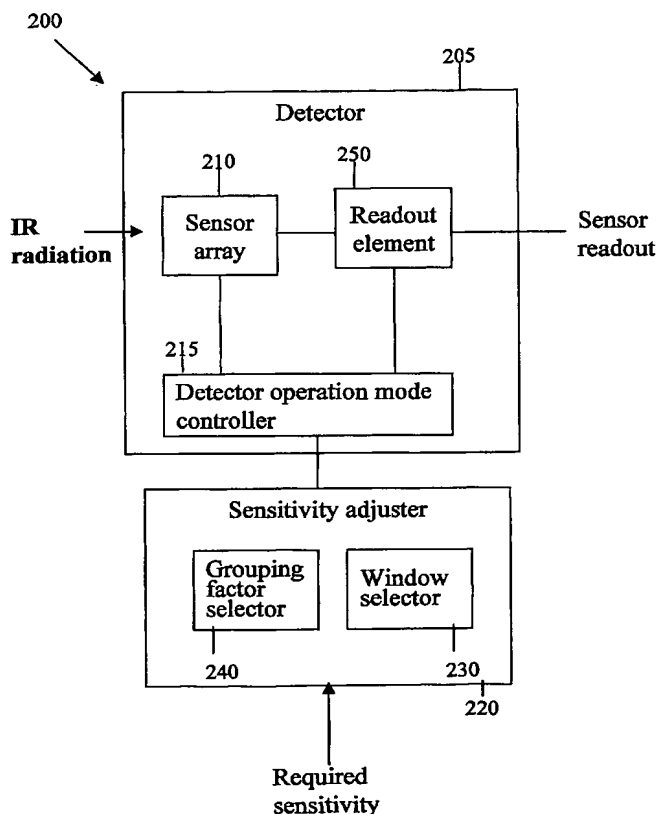 200
205
Detector
210
250
IR
radiation
Sensor
array
Readout
element
Sensor
readout
215
Detector operation mode
controller
Sensitivity adjuster
Grouping
factor
selector
Window
selector
240
230
220
Required
sensitivity